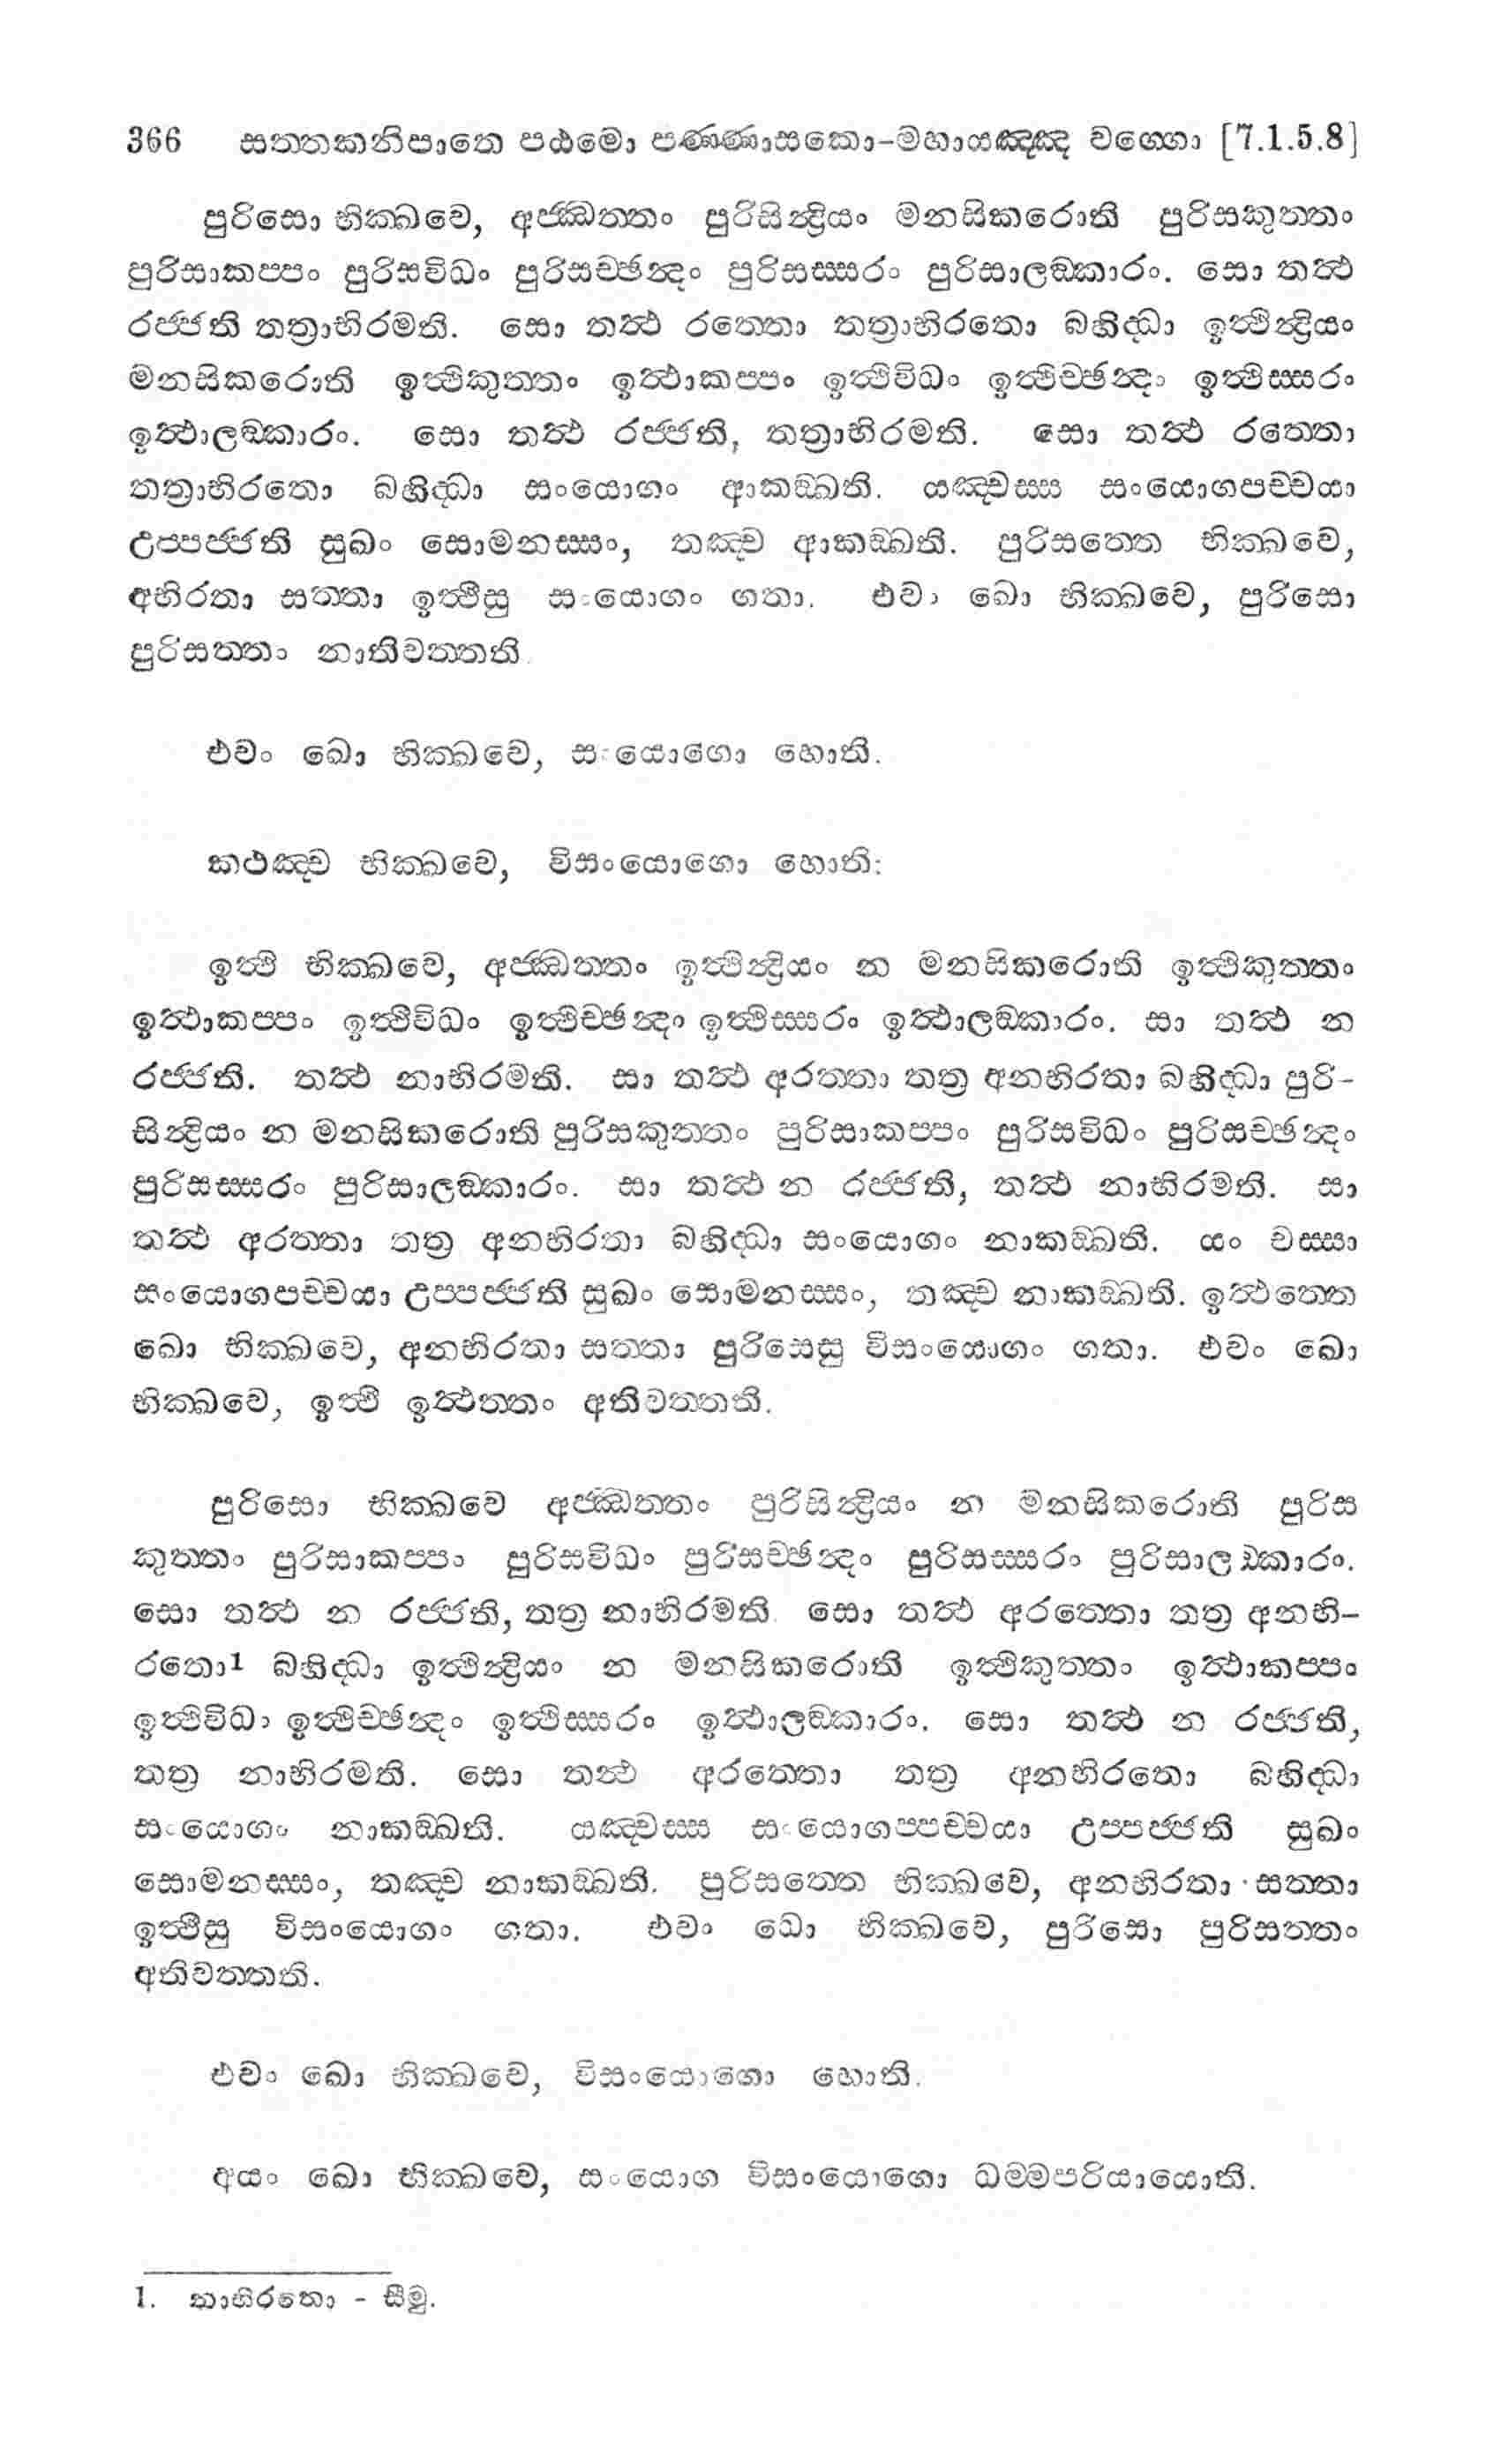 366 සත්තකනිපාතෙ පඨමො පණ්ණාසකො-මහායඤ්ඤ වග්ගො [7.1.5.8]
පුරිසො භික්ඛවෙ, අජ්ඣත්තං පුරිසින්ද්‍රියං මනසිකරොති පුරිසකුත්තං
පුරිසාකප්පං පුරිසවිධං පුරිසච්ඡන්දං පුරිසස්සරං පුරිසාලඞ්කාරං. සො තත්ථ
රජ්ජති තත්‍රාභිරමති. සො තත්ථ රත්තො තත්‍රාභිරතො බහිද්ධා ඉත්ථින්ද්‍රියං
මනසිකරොති ඉත්ථිකුත්තං ඉත්ථාකප්පං ඉත්ථිවිධං ඉත්ථිච්ඡන්දං ඉත්ථිස්සරං
ඉත්ථාලඞ්කාරං. සො තත්ථ රජ්ජති, තත්‍රාභිරමති. සො තත්ථ රත්තො
තත්‍රාභිරතො බහිද්ධා සංයොගං ආකඞ්ඛති. යඤ්චස්ස සංයොගපච්චයා
උප්පජ්ජති සුඛං සොමනස්සං, තඤ්ච ආකඞ්ඛති. පුරිසත්තෙ භික්ඛවෙ,
අභිරතා සත්තා ඉත්ථීසු සංයොගං ගතා. එවං ඛො භික්ඛවෙ, පුරිසො
පුරිසත්තං නාතිවත්තති.
එවං ඛො භික්ඛවෙ, සංයොගො හොති.
කථඤ්ච භික්ඛවෙ, විසංයොගො හොති:
ඉත්ථි භික්ඛවෙ, අජ්ඣත්තං ඉත්ථින්ද්‍රියං න මනසිකරොති ඉත්ථිකුත්තං
ඉත්ථාකප්පං ඉත්ථිවිධං ඉත්ථිච්ඡන්දං ඉත්ථිස්සරං ඉත්ථාලඞ්කාරං. සා තත්ථ න
රජ්ජති. තත්ථ නාභිරමති. සා තත්ථ අරත්තා තත්‍ර අනභිරතා බහිද්ධා පුරි-
සින්ද්‍රියං න මනසිකරොති පුරිසකුත්තං පුරිසාකප්පං පුරිසවිධං පුරිසච්ඡන්දං
පුරිසස්සරං පුරිසාලඞ්කාරං. සා තත්ථ න රජ්ජති, තත්ථ නාභිරමති. සා
තත්ථ අරත්තා තත්‍ර අනභිරතා බහිද්ධා සංයොගං නාකඞ්ඛති. යං චස්සා
සංයොගපච්චයා උප්පජ්ජති සුඛං සොමනස්සං, තඤ්ච නාකඞ්ඛති. ඉත්ථත්තෙ
ඛො භික්ඛවෙ, අනභිරතා සත්තා පුරිසෙසු විසංයොගං ගතා. එවං ඛො
භික්ඛවෙ, ඉත්ථි ඉත්ථත්තං අතිවත්තති.
පුරිසො භික්ඛවෙ අජ්ඣත්තං පුරිසින්ද්‍රියං න මනසිකරොති පුරිස
කුත්තං පුරිසාකප්පං පුරිසවිධං පුරිසච්ඡන්දං පුරිසස්සරං පුරිසාලඞ්කාරං.
සො තත්ථ න රජ්ජති, තත්‍ර නාභිරමති. සො තත්ථ අරත්තො තත්‍ර අනභි-
රතො1 බහිද්ධා ඉත්ථින්ද්‍රියං න මනසිකරොති ඉත්ථිකුත්තං ඉත්ථාකප්පං
ඉත්ථිවිධං ඉත්ථිච්ඡන්දං ඉත්ථිස්සරං ඉත්ථාලඞ්කාරං. සො තත්ථ න රජ්ජති,
තත්‍ර නාභිරමති. සො තත්ථ අරත්තො තත්‍ර අනභිරතො බහිද්ධා
සංයොගං නාකඞ්ඛති. යඤ්චස්ස සංයොගප්පච්චයා උප්පජ්ජති සුඛං
සොමනස්සං, තඤ්ච නාකඞ්ඛති. පුරිසත්තෙ භික්ඛවෙ, අනභිරතා සත්තා
ඉත්ථීසු විසංයොගං ගතා. එවං ඛො භික්ඛවෙ, පුරිසො පුරිසත්තං
අතිවත්තති.
එවං ඛො භික්ඛවෙ, විසංයොගො හොති.
අයං ඛො භික්ඛවෙ, සංයොග විසංයොගො ධම්මපරියායොති.
1. නාභිරතො - සීමු.